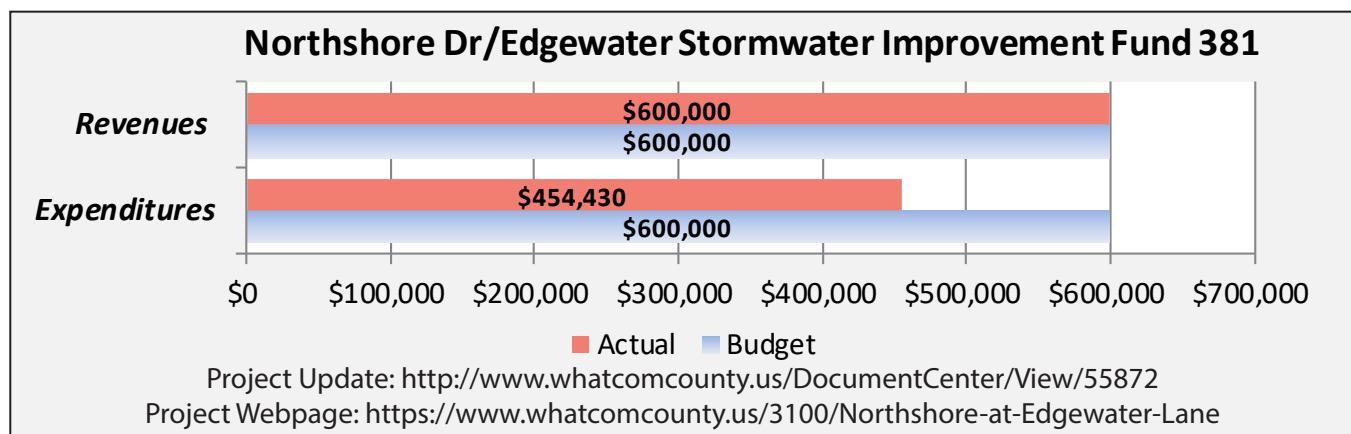 Northshore Dr/Edgewater Stormwater Improvement Fund 381
Revenues
$600,000
$600,000
Expenditures
$454,430
$600,000
$0 $100,000 $200,000 $300,000 $400,000 $500,000 $600,000 $700,000
Actual Budget
Project Update: http://www.whatcomcounty.us/DocumentCenter/View/55872
Project Webpage: https://www.whatcomcounty.us/3100/Northshore-at-Edgewater-Lane